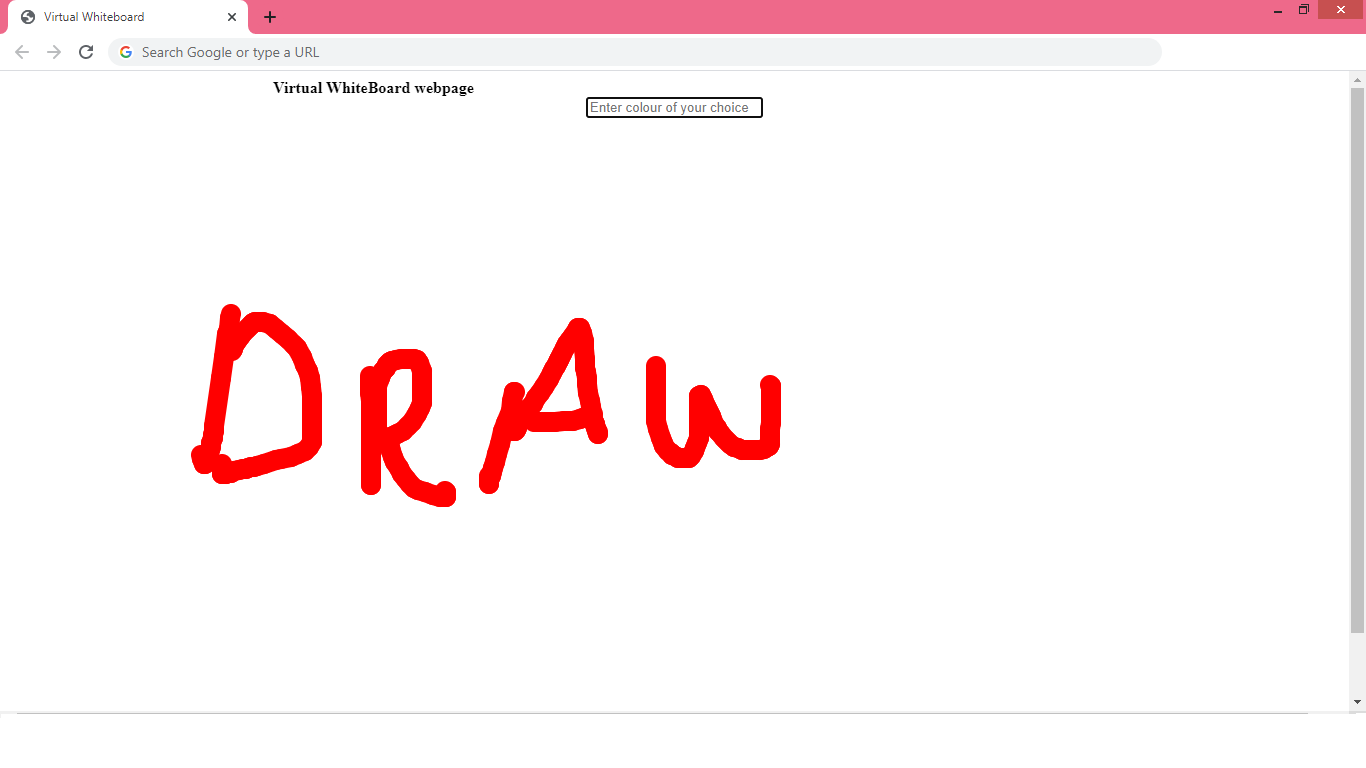 Virtual Whiteboard
Search Google or type a URL
Virtual WhiteBoard webpage
Enter colour of your choice
DRAW